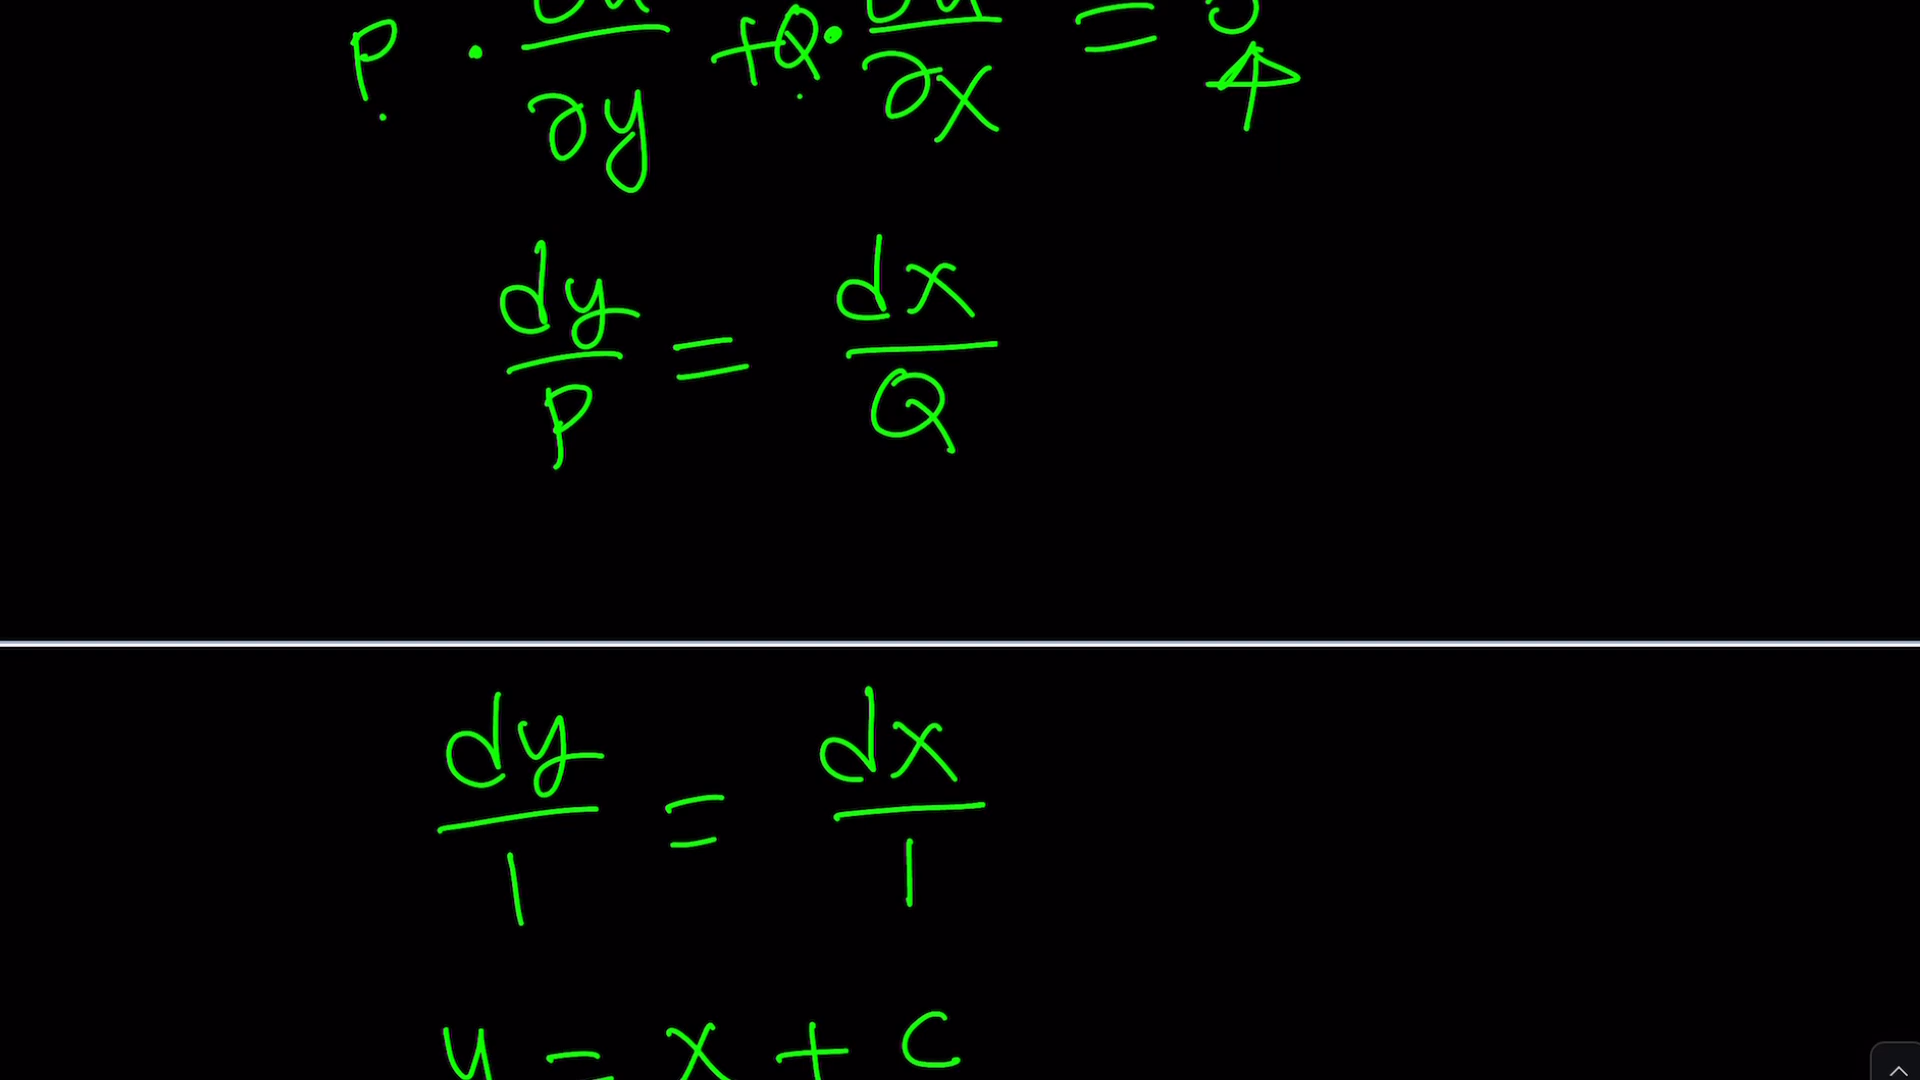 P · ∂u/∂y + Q · ∂u/∂x =
dy/P = dx/Q
dy/1 = dx/1
y = x + c